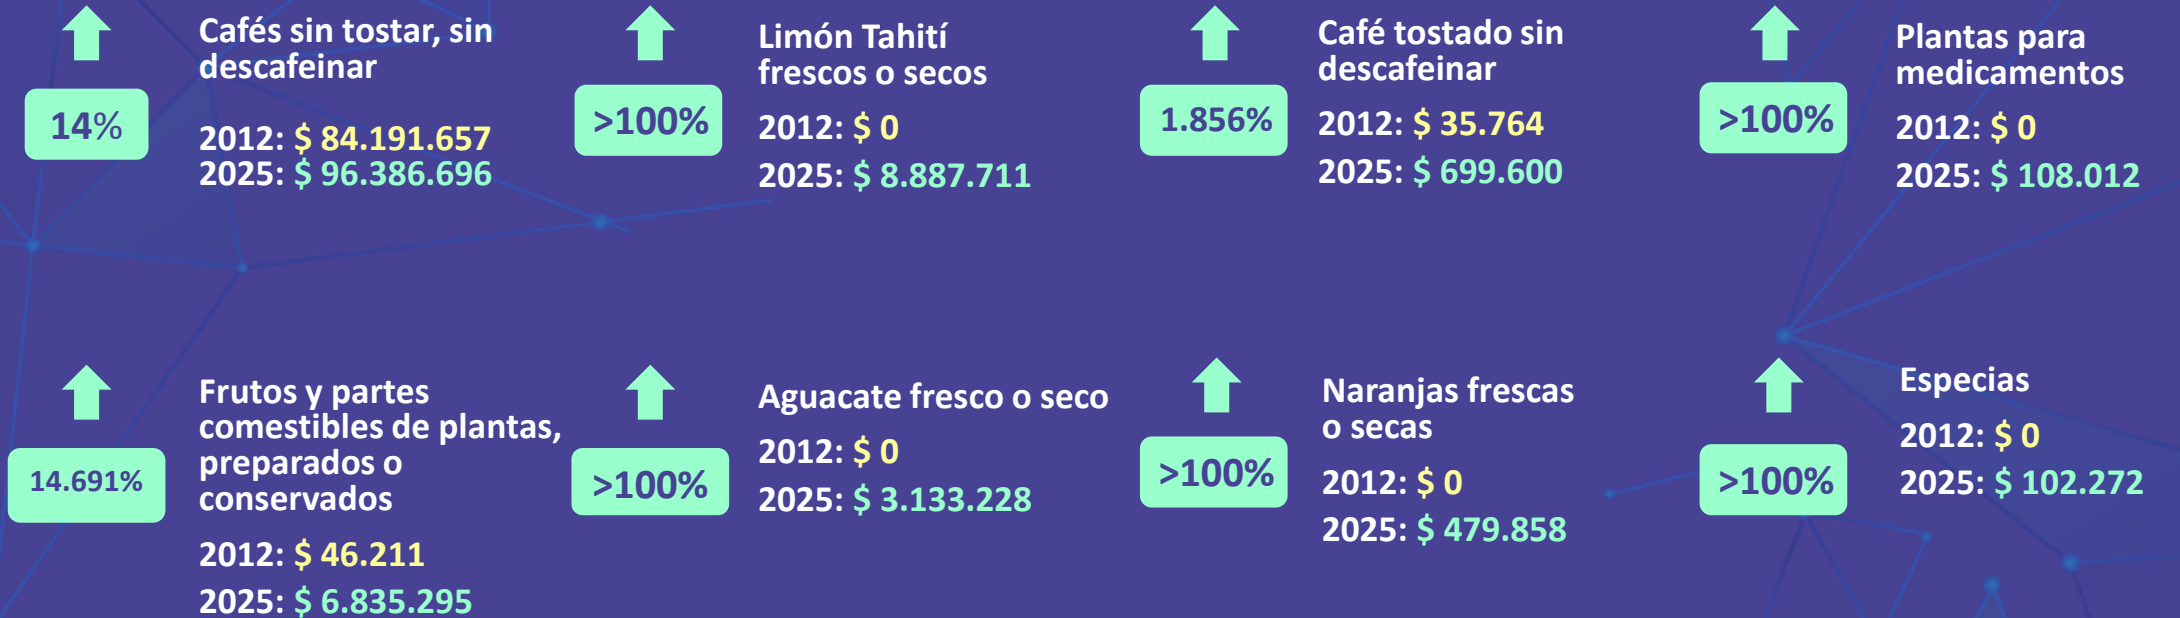 14%
Cafés sin tostar, sin
descafeinar
2012: $ 84.191.657
2025: $ 96.386.696
>100%
Limón Tahití
frescos o secos
2012: $ 0
2025: $ 8.887.711
1.856%
Café tostado sin
descafeinar
2012: $ 35.764
2025: $ 699.600
>100%
Plantas para
medicamentos
2012: $ 0
2025: $ 108.012
14.691%
Frutos y partes
comestibles de plantas,
preparados o
conservados
2012: $ 46.211
2025: $ 6.835.295
>100%
Aguacate fresco o seco
2012: $ 0
2025: $ 3.133.228
>100%
Naranjas frescas
o secas
2012: $ 0
2025: $ 479.858
>100%
Especias
2012: $ 0
2025: $ 102.272